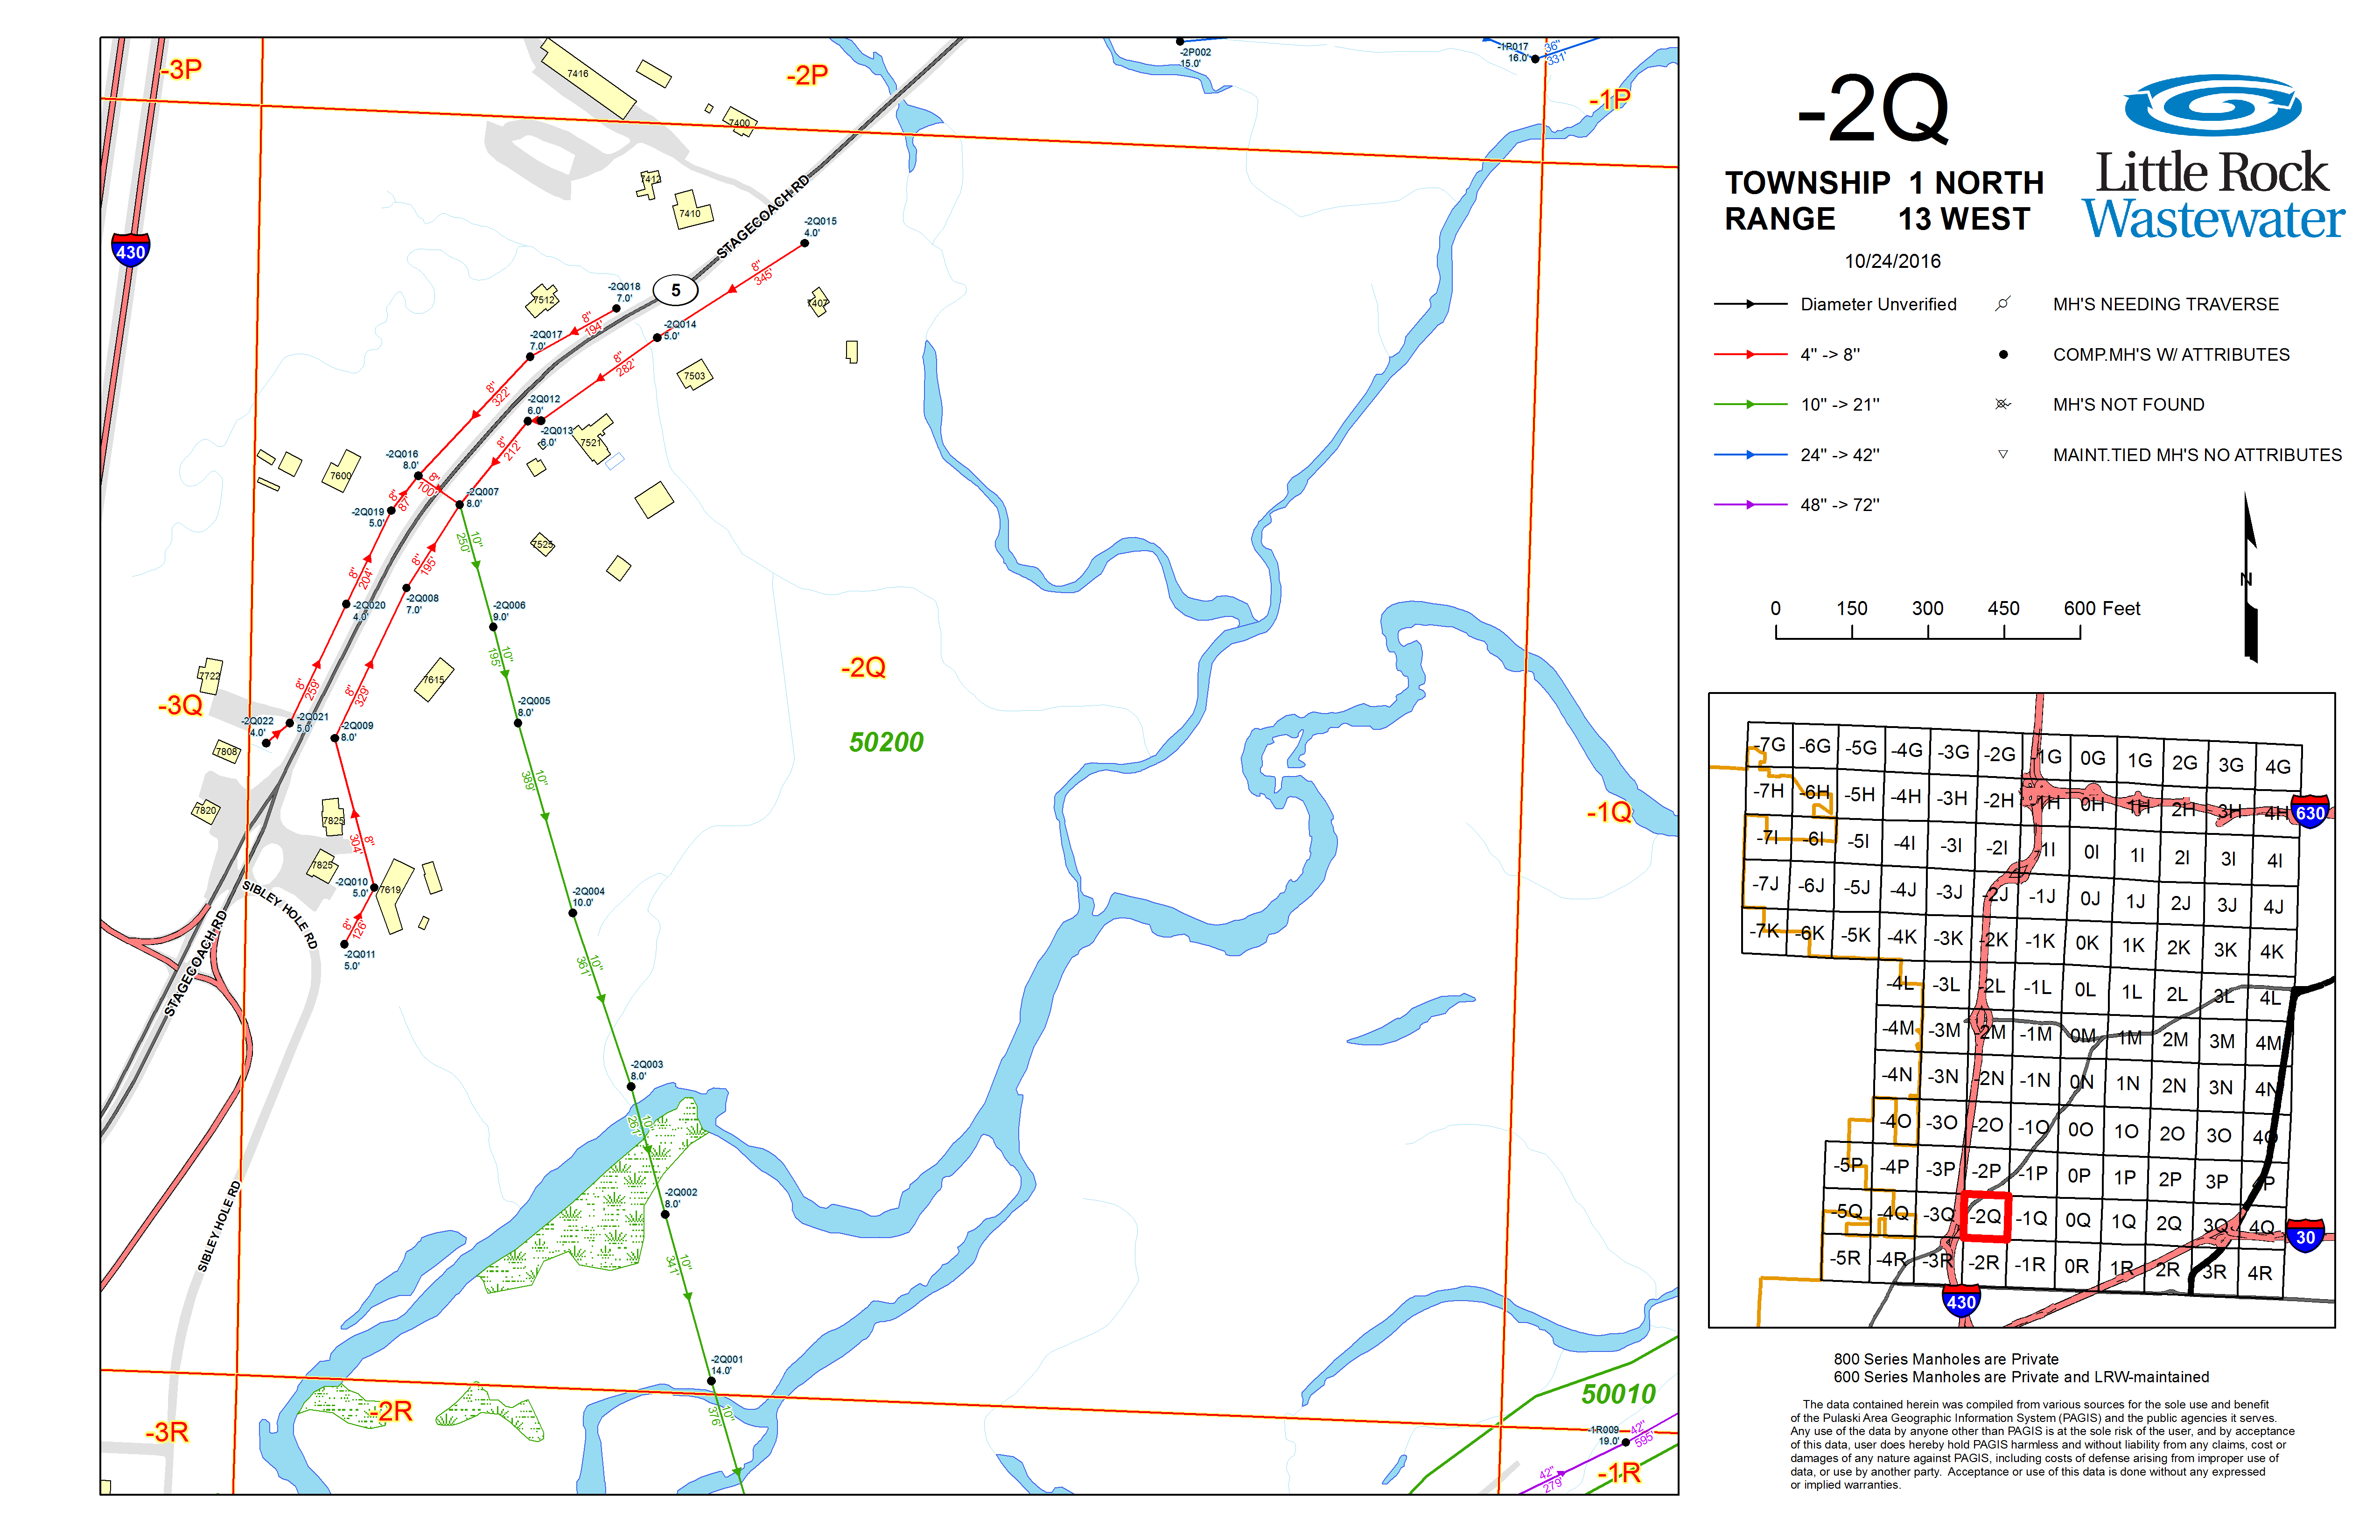 -3P
-2P
-1P
7416
7400
-2P002
15.0'
-1P017
16.0'
36"
331'
430
7412
7410
STAGECOACH RD
-2Q015
4.0'
8"
345'
5
-2Q018
7.0'
7512
8"
194'
7407
-2Q017
7.0'
-2Q014
5.0'
8"
282'
7503
8"
322'
-2Q012
6.0'
-2Q013
6.0'
7521
8"
212'
-2Q016
8.0'
7600
8"
100'
-2Q007
8.0'
8"
87'
-2Q019
5.0'
10"
250'
7525
8"
195'
8"
204'
-2Q020
4.0'
-2Q008
7.0'
-2Q006
9.0'
10"
195'
7722
7615
8"
259'
8"
329'
-3Q
-2Q
-2Q005
8.0'
-2Q022
4.0'
-2Q021
5.0'
-2Q009
8.0'
50200
7808
10"
389'
7820
7825
-1Q
8"
304'
7825
-2Q010
5.0'
7619
-2Q004
10.0'
SIBLEY HOLE RD
STAGECOACH RD
8"
126'
-2Q011
5.0'
10"
361'
-2Q003
8.0'
10"
261'
SIBLEY HOLE RD
-2Q002
8.0'
10"
341'
-2Q001
14.0'
50010
-3R
-2R
10"
376'
-1R009
19.0'
42"
595'
42"
279'
-1R
-2Q
TOWNSHIP 1 NORTH
RANGE 13 WEST
10/24/2016
Little Rock
Wastewater
Diameter Unverified
4" -> 8"
10" -> 21"
24" -> 42"
48" -> 72"
MH'S NEEDING TRAVERSE
COMP.MH'S W/ ATTRIBUTES
MH'S NOT FOUND
MAINT.TIED MH'S NO ATTRIBUTES
N
0 150 300 450 600 Feet
-7G -6G -5G -4G -3G -2G -1G 0G 1G 2G 3G 4G
-7H -6H -5H -4H -3H -2H -1H 0H 1H 2H 3H 4H
630
-7I -6I -5I -4I -3I -2I -1I 0I 1I 2I 3I 4I
-7J -6J -5J -4J -3J -2J -1J 0J 1J 2J 3J 4J
-7K -6K -5K -4K -3K -2K -1K 0K 1K 2K 3K 4K
-4L -3L -2L -1L 0L 1L 2L 3L 4L
-4M -3M -2M -1M 0M 1M 2M 3M 4M
-4N -3N -2N -1N 0N 1N 2N 3N 4N
-4O -3O -2O -1O 0O 1O 2O 3O 4O
-5P -4P -3P -2P -1P 0P 1P 2P 3P 4P
-5Q -4Q -3Q -2Q -1Q 0Q 1Q 2Q 3Q 4Q
30
-5R -4R -3R -2R -1R 0R 1R 2R 3R 4R
430
800 Series Manholes are Private
600 Series Manholes are Private and LRW-maintained
The data contained herein was compiled from various sources for the sole use and benefit
of the Pulaski Area Geographic Information System (PAGIS) and the public agencies it serves.
Any use of the data by anyone other than PAGIS is at the sole risk of the user, and by acceptance
of this data, user does hereby hold PAGIS harmless and without liability from any claims, cost or
damages of any nature against PAGIS, including costs of defense arising from improper use of
data, or use by another party. Acceptance or use of this data is done without any expressed
or implied warranties.